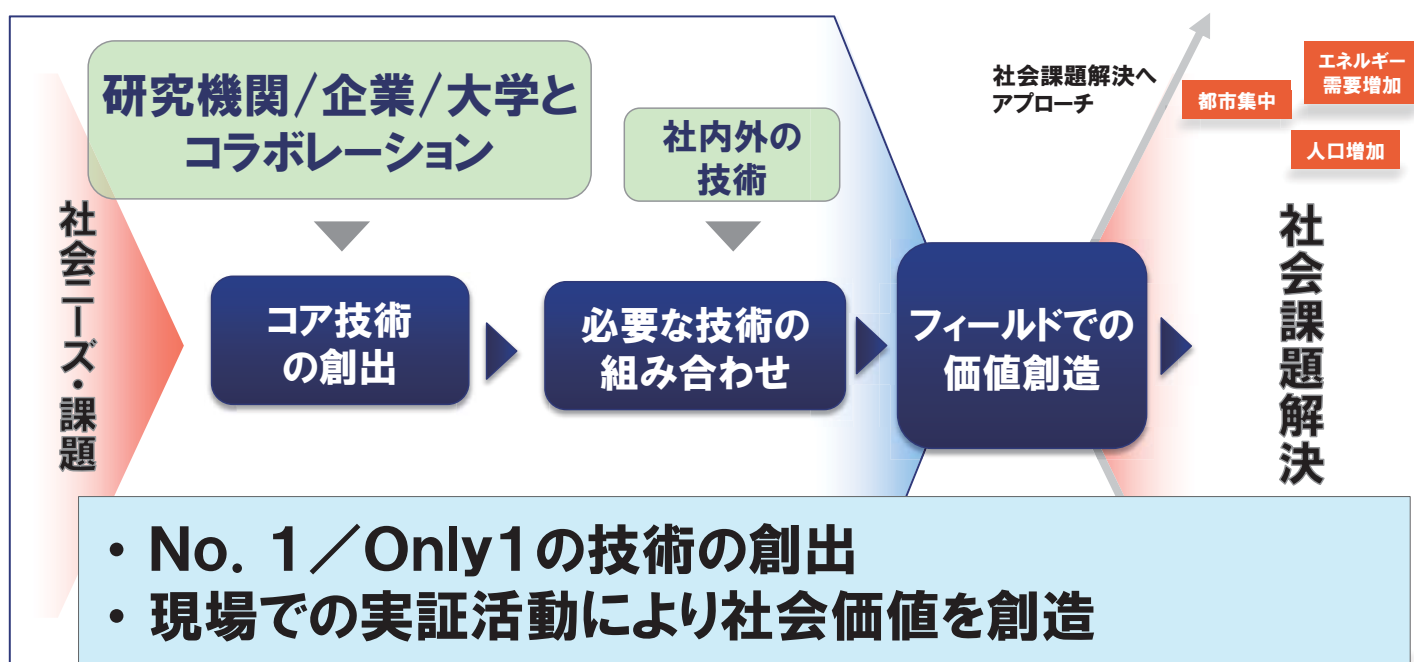 研究機関/企業/大学と
コラボレーション
社内外の
技術
社会課題解決へ
アプローチ
都市集中
エネルギー
需要増加
人口増加
社会ニーズ・課題
コア技術
の創出
必要な技術の
組み合わせ
フィールドでの
価値創造
社会課題解決
・No. 1／Only1の技術の創出
・現場での実証活動により社会価値を創造